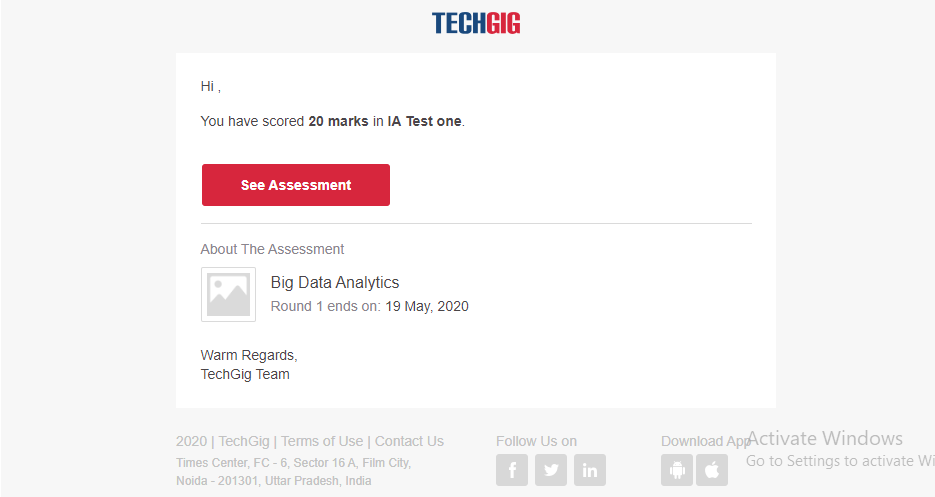 TECHGIG
Hi ,
You have scored 20 marks in IA Test one.
See Assessment
About The Assessment
Big Data Analytics
Round 1 ends on: 19 May, 2020
Warm Regards,
TechGig Team
2020 | TechGig | Terms of Use | Contact Us
Times Center, FC - 6, Sector 16 A, Film City,
Noida - 201301, Uttar Pradesh, India
Follow Us on
Download App
Activate Windows
Go to Settings to activate Wi